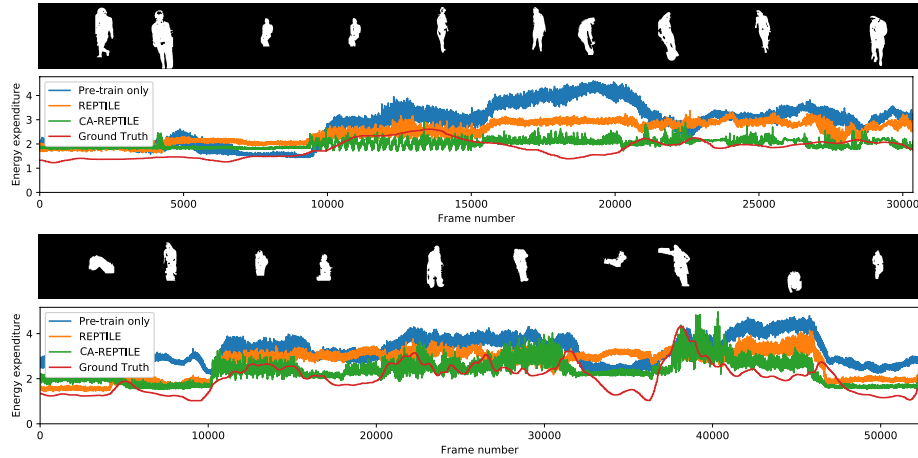 Energy expenditure
4
3
2
1
0
Pre-train only
REPTILE
CA-REPTILE
Ground Truth
0 5000 10000 15000 20000 25000 30000
Frame number
Energy expenditure
4
2
0
Pre-train only
REPTILE
CA-REPTILE
Ground Truth
0 10000 20000 30000 40000 50000
Frame number